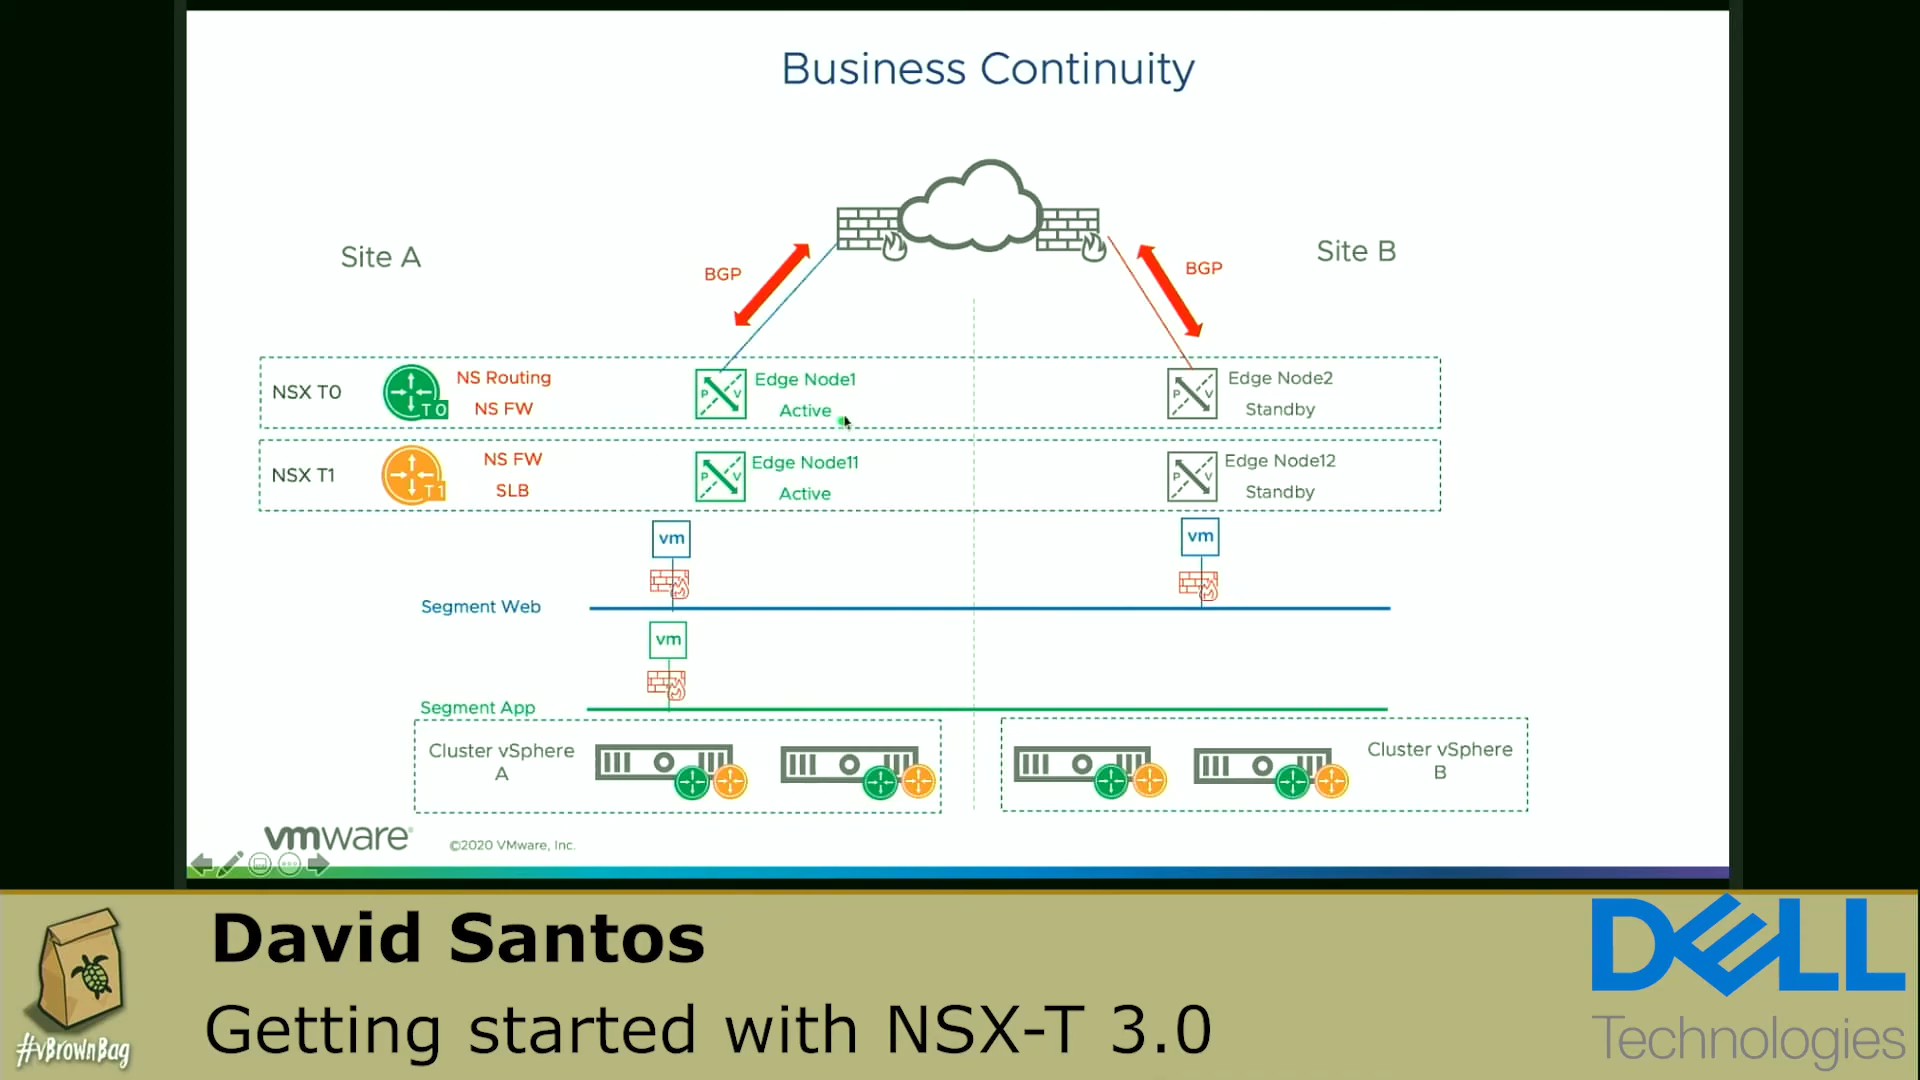 Business Continuity
Site A
Site B
BGP
BGP
NSX T0
T0
NS Routing
NS FW
P V
Edge Node1
Active
P V
Edge Node2
Standby
NSX T1
T1
NS FW
SLB
P V
Edge Node11
Active
P V
Edge Node12
Standby
vm
vm
Segment Web
vm
Segment App
Cluster vSphere
A
Cluster vSphere
B
vmware®
©2020 VMware, Inc.
David Santos
Getting started with NSX-T 3.0
#vBrownBag
DELL
Technologies